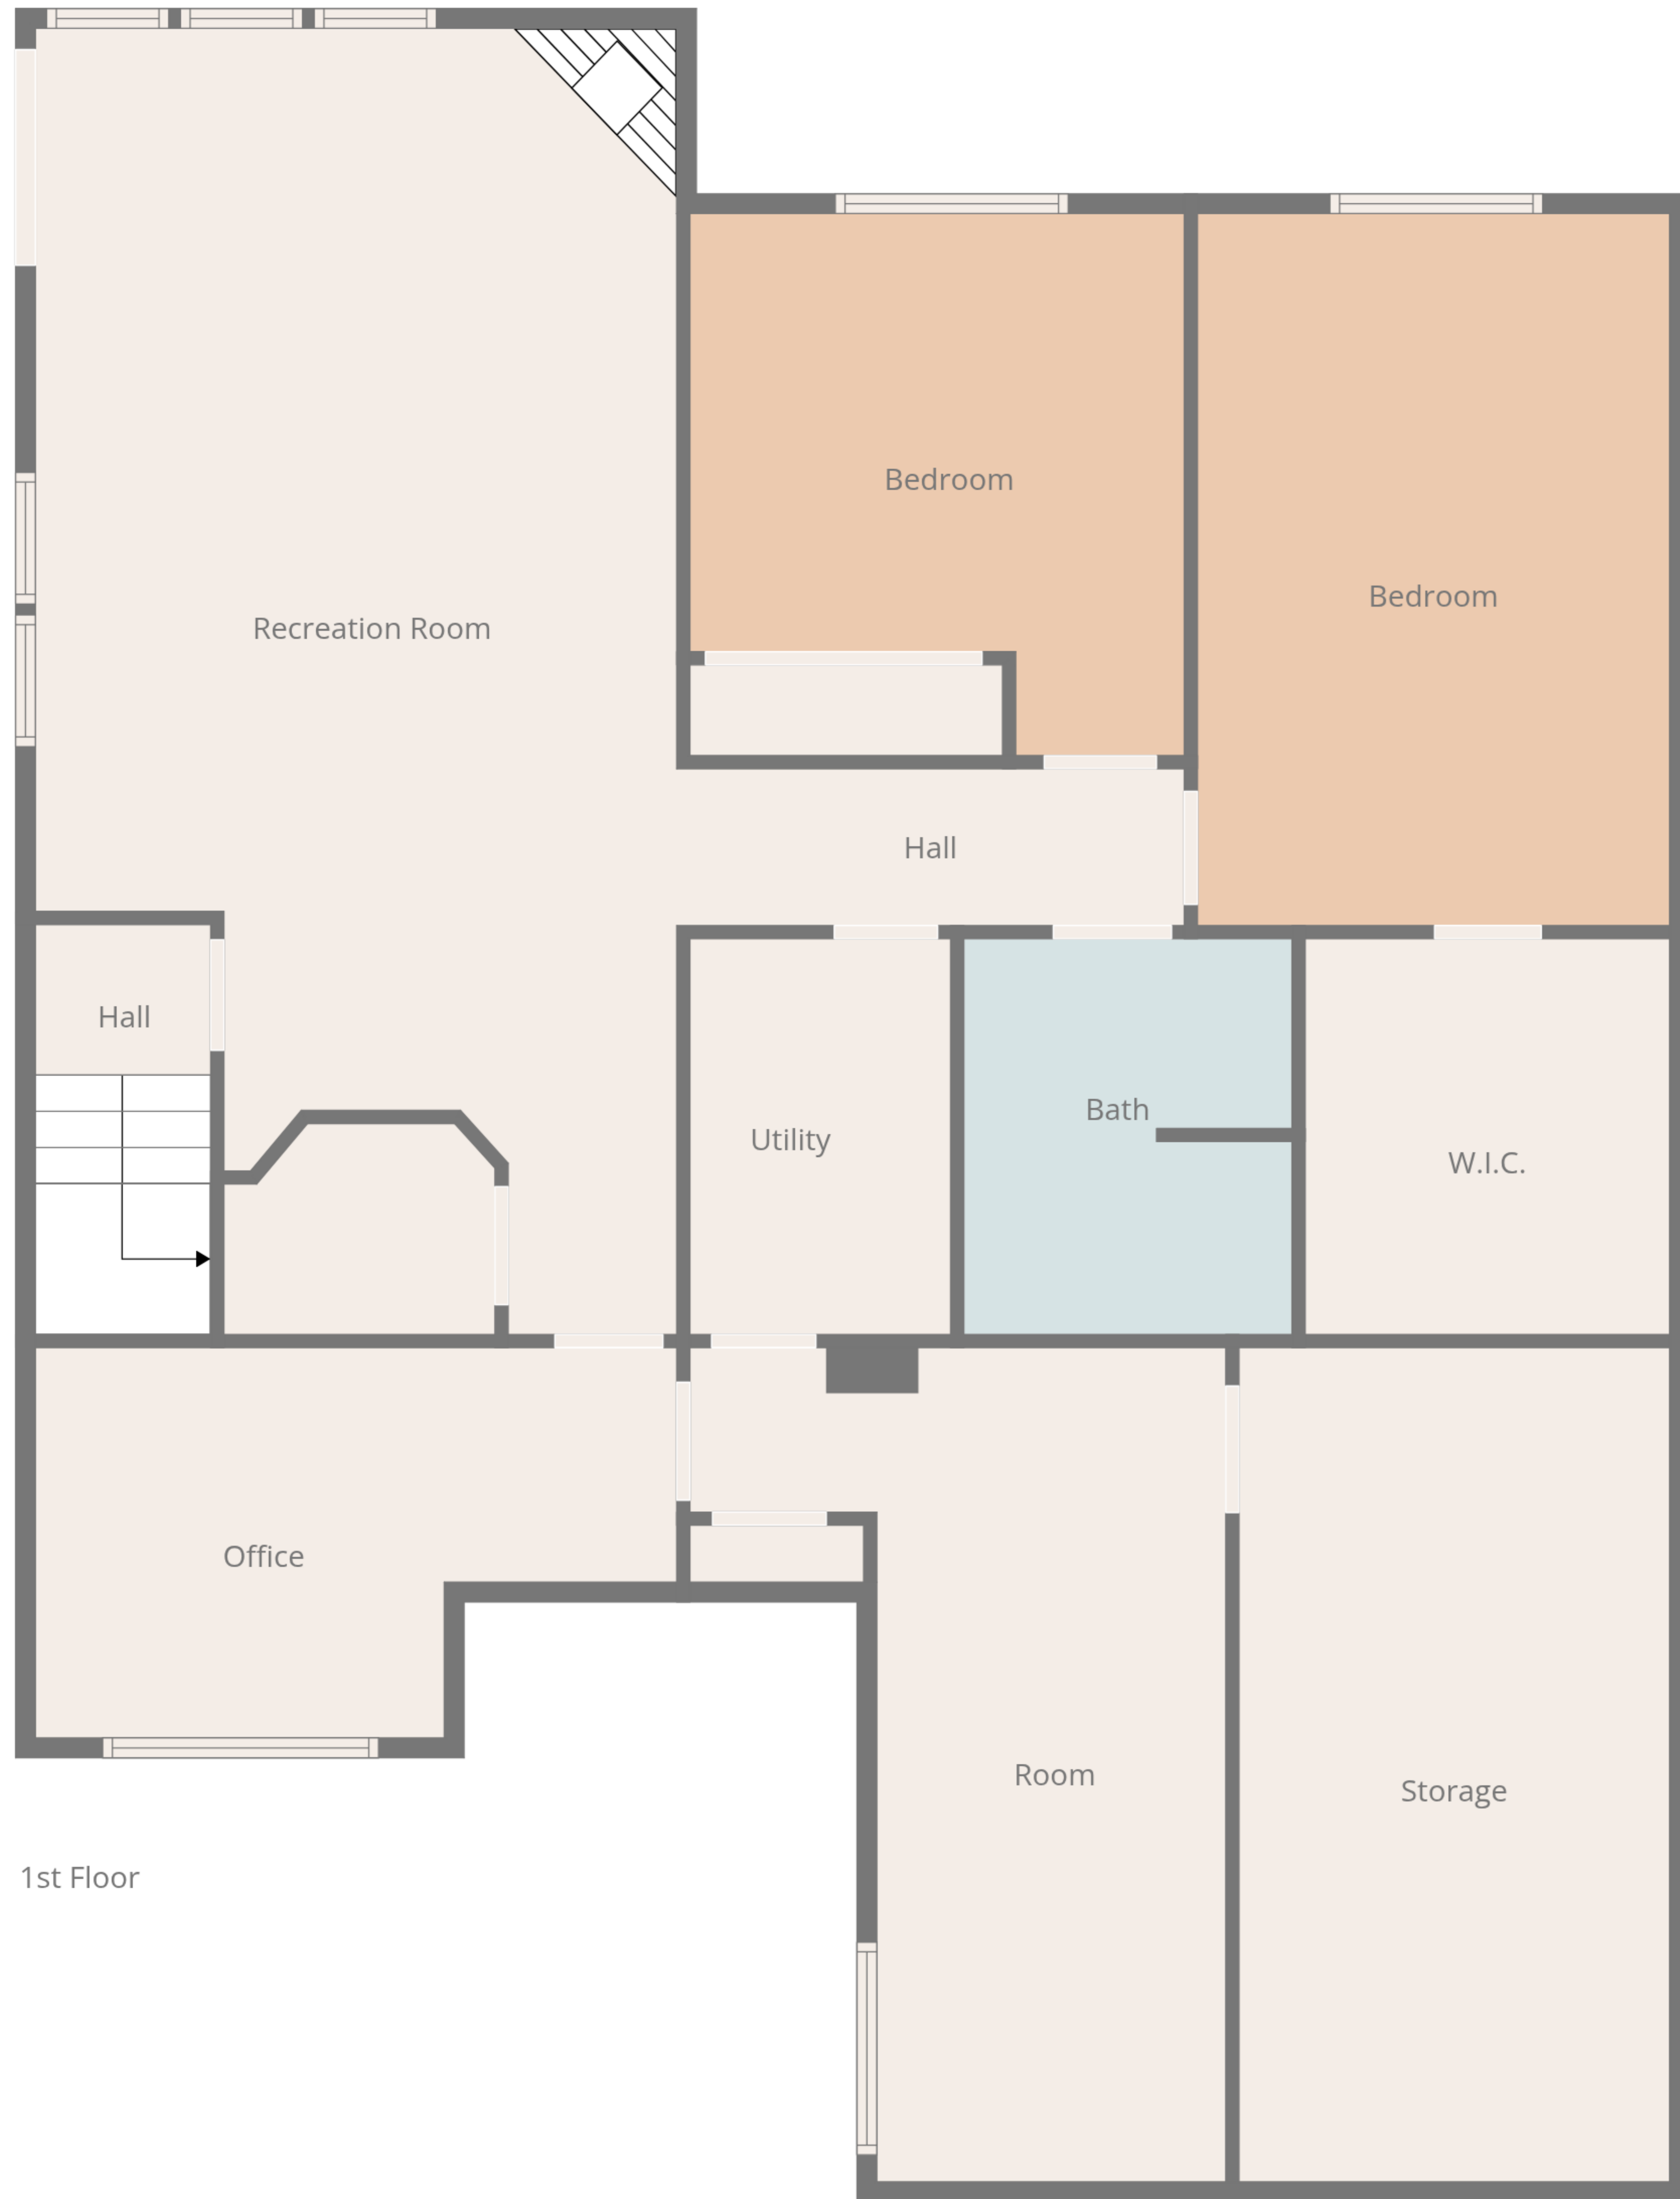 Bedroom
Bedroom
Recreation Room
Hall
Hall
Bath
Utility
W.I.C.
Office
Room
Storage
1st Floor